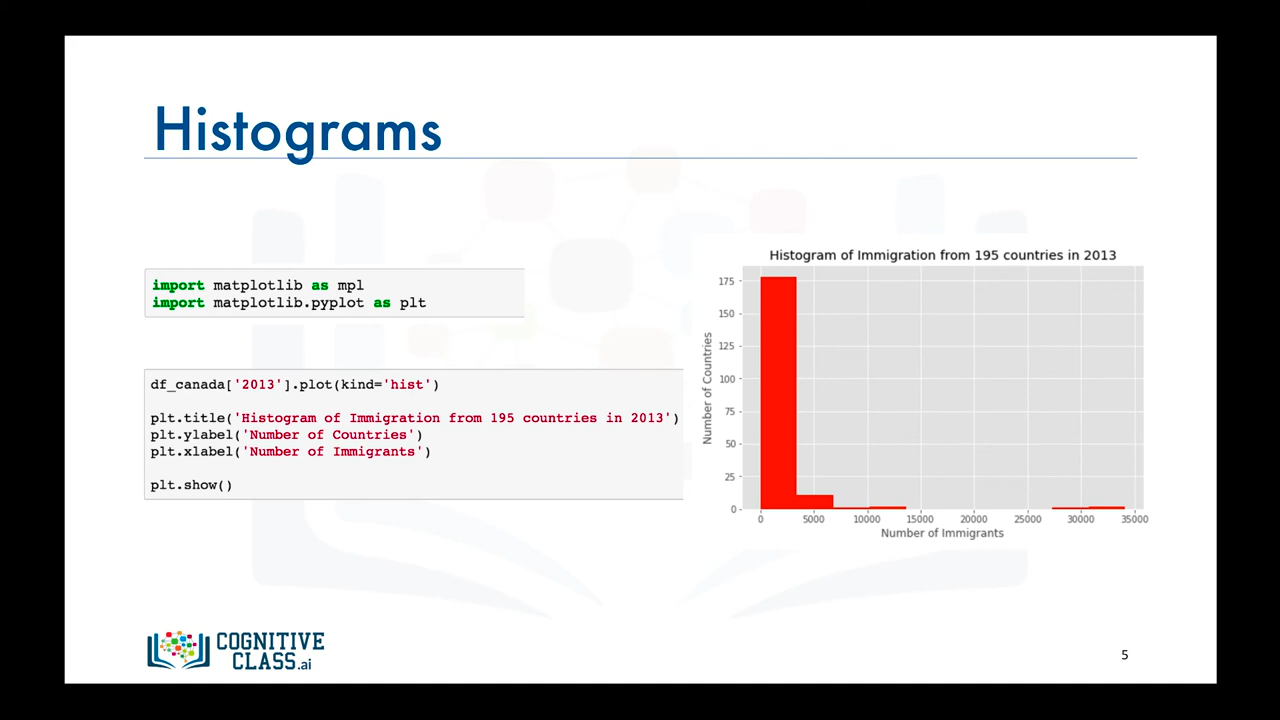 Histograms
import matplotlib as mpl
import matplotlib.pyplot as plt
df_canada['2013'].plot(kind='hist')
plt.title('Histogram of Immigration from 195 countries in 2013')
plt.ylabel('Number of Countries')
plt.xlabel('Number of Immigrants')
plt.show()
Histogram of Immigration from 195 countries in 2013
Number of Countries
175
150
125
100
75
50
25
0
0 5000 10000 15000 20000 25000 30000 35000
Number of Immigrants
COGNITIVE
CLASS.ai
5